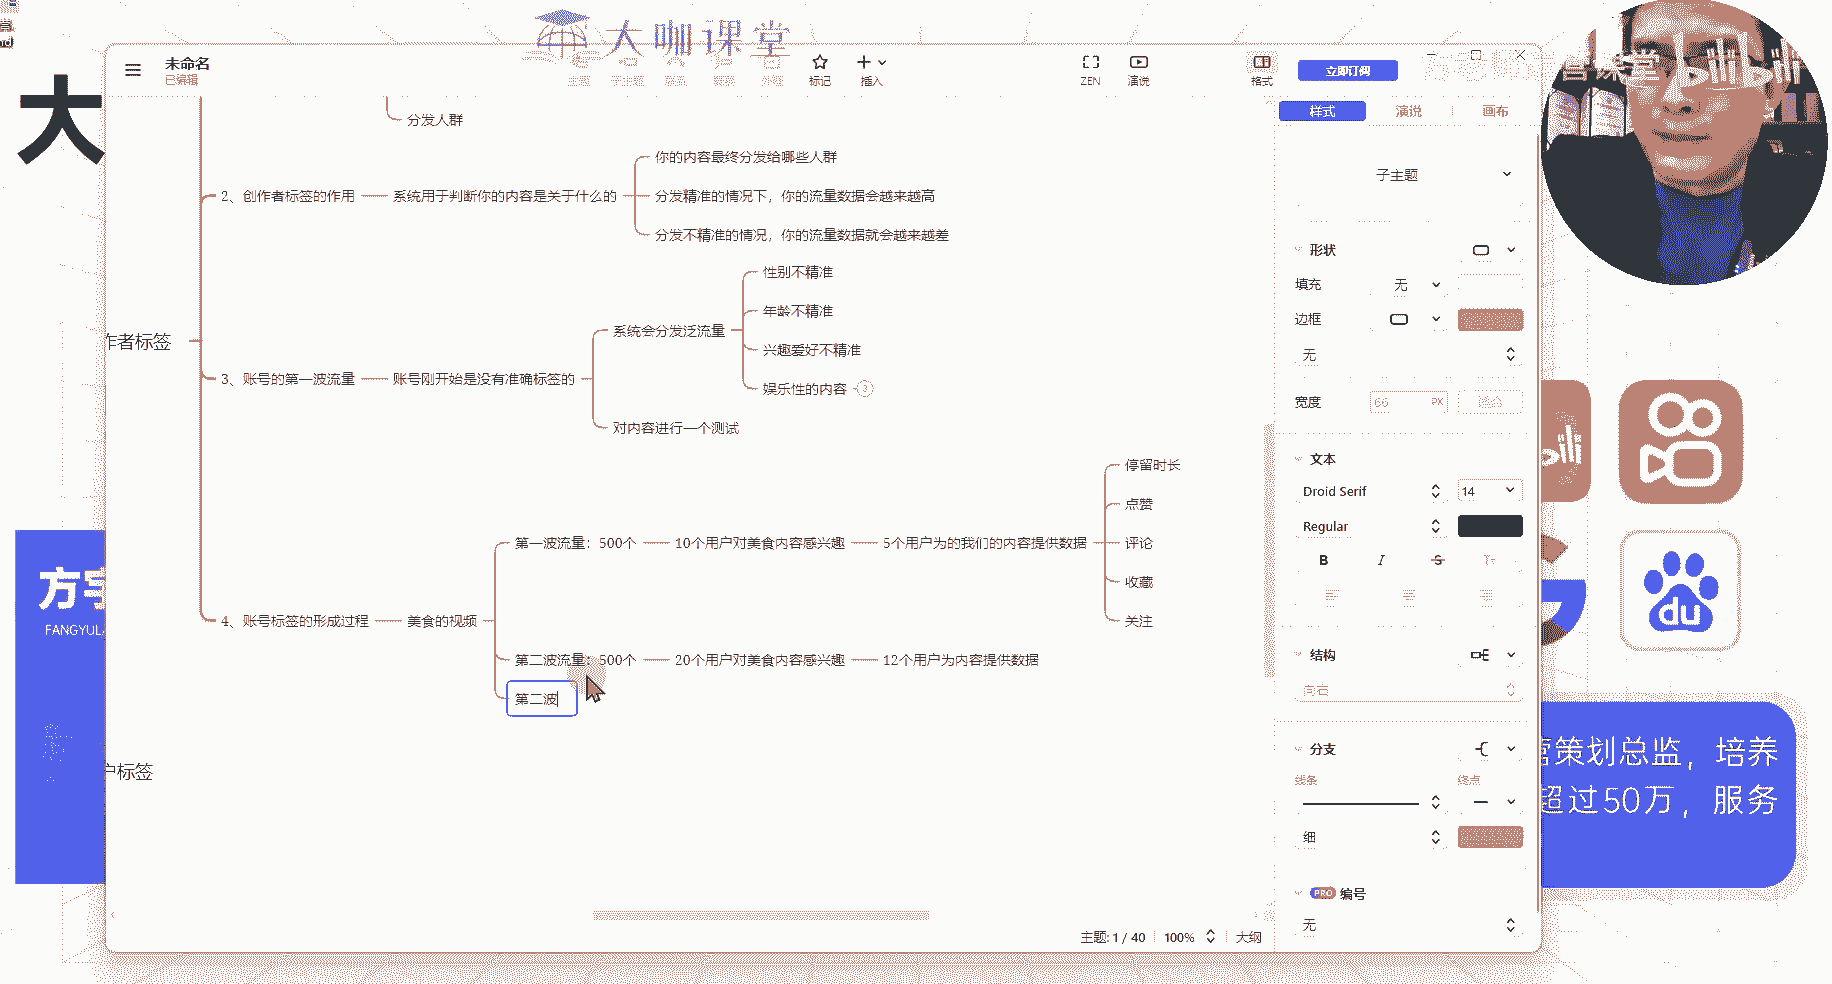 大咖课堂
未命名
已编辑
主题
子主题
标记
插入
ZEN
演说
格式
立即订阅
大
分发人群
2、创作者标签的作用
系统用于判断你的内容是关于什么的
你的内容最终分发给哪些人群
分发精准的情况下，你的流量数据会越来越高
分发不精准的情况，你的流量数据就会越来越差
作者标签
3、账号的第一波流量
账号刚开始是没有准确标签的
系统会分发泛流量
性别不精准
年龄不精准
兴趣爱好不精准
娱乐性的内容
3
对内容进行一个测试
4、账号标签的形成过程
美食的视频
第一波流量：500个
10个用户对美食内容感兴趣
5个用户为的我们的内容提供数据
停留时长
点赞
评论
收藏
关注
第二波流量：500个
20个用户对美食内容感兴趣
12个用户为内容提供数据
第二波
户标签
方宇
FANGYUL
样式
演说
画布
子主题
形状
填充
无
边框
无
宽度
66
PX
文本
Droid Serif
14
Regular
B
I
S
结构
向右
分支
线条
终点
细
PRO 编号
无
主题: 1 / 40
100%
大纲
du
营策划总监，培养
超过50万，服务